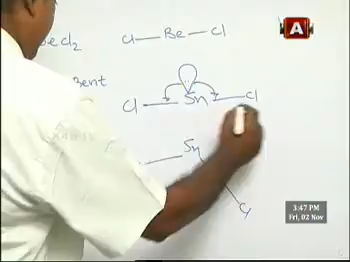 BeCl2 Cl—Be—Cl
A
Bent
Cl—Sn—Cl
Sn
Cl
3:47 PM
Fri, 02 Nov